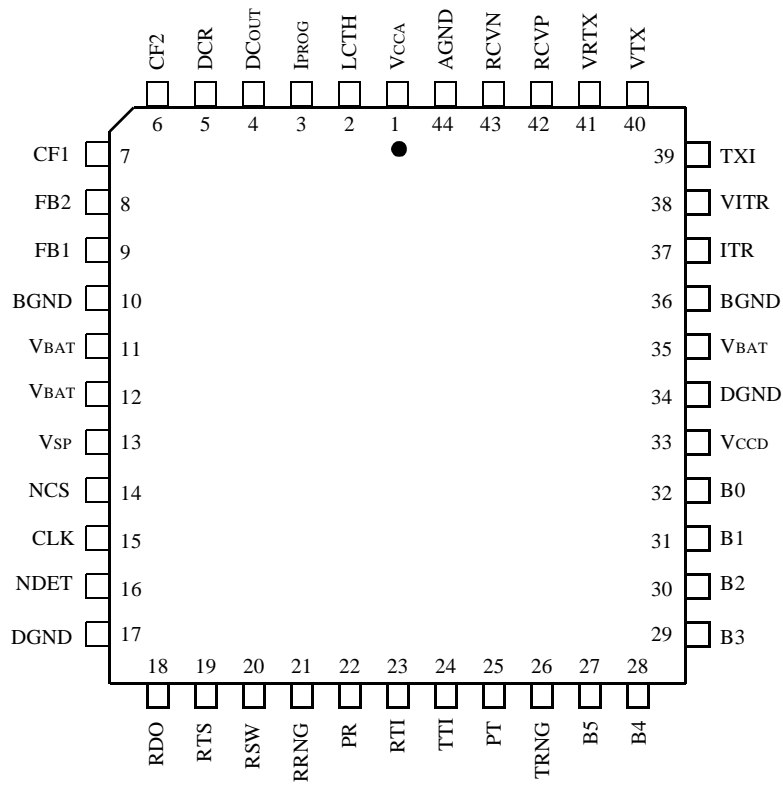 CF2 DCR DCOUT IPROG LCTH VCCA AGND RCVN RCVP VRTX VTX
6 5 4 3 2 1 44 43 42 41 40
CF1 7 39 TXI
FB2 8 38 VITR
FB1 9 37 ITR
BGND 10 36 BGND
VBAT 11 35 VBAT
VBAT 12 34 DGND
VSP 13 33 VCCD
NCS 14 32 B0
CLK 15 31 B1
NDET 16 30 B2
DGND 17 29 B3
18 19 20 21 22 23 24 25 26 27 28
RDO RTS RSW RRNG PR RTI TTI PT TRNG B5 B4